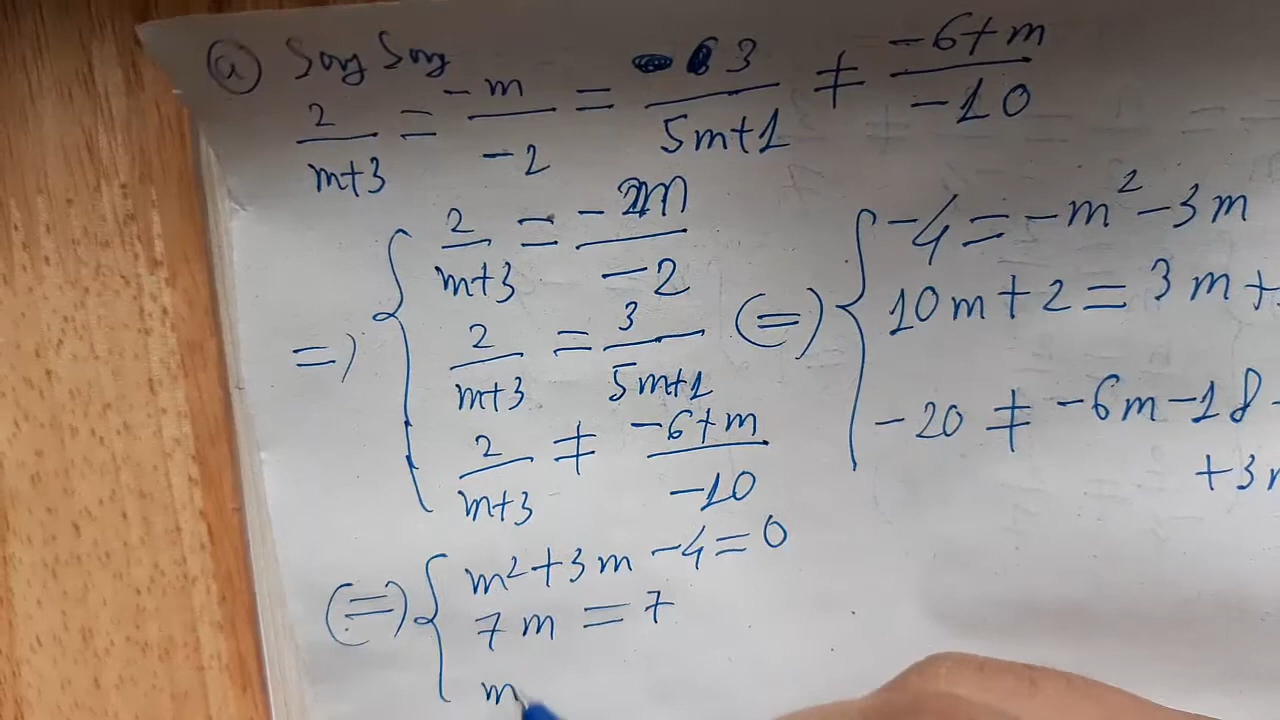 (a) Song Song
2/(m+3) = -m/-2 = 3/(5m+1) ≠ (-6+m)/-10
=> { 2/(m+3) = -m/-2
2/(m+3) = 3/(5m+1)
2/(m+3) ≠ (-6+m)/-10
(=) { -4 = -m² -3m
10m+2 = 3m+
-20 ≠ -6m-18
+3
(=) { m²+3m-4=0
7m = 7
m